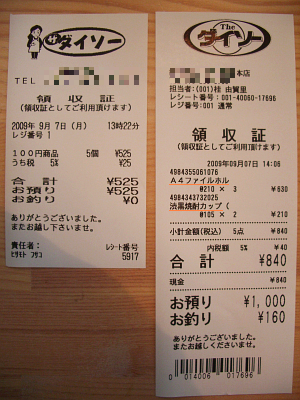 ザ
ダイソー
TEL
領収証
(領収証としてご利用頂けます)
2009年 9月 7日(月) 13時22分
レジ番号 1
100円商品 5個 ¥525
うち税 5% ¥25
合計 ¥525
お預り ¥525
お釣り ¥0
ありがとうございました。
またお越し下さいませ。
責任者: レシート番号
5917
The
ダイソー
本店
担当者:(001)桂 由賀里
レシート番号:001-40060-17696
レジ番号:(001) 通常
領収証
(領収証としてご利用頂けます)
2009年09月07日 14:09
4984355061076
A4ファイルホル
@210 × 3 ¥630
4984343732025
渋黒焼酎カップ(
@105 × 2 ¥210
小計金額(税込) 5点 ¥840
内税額 5% ¥40
合計 ¥840
現金 ¥840
お預り ¥1,000
お釣り ¥160
ありがとうございました。
またお越しくださいませ。
0 014006 017696